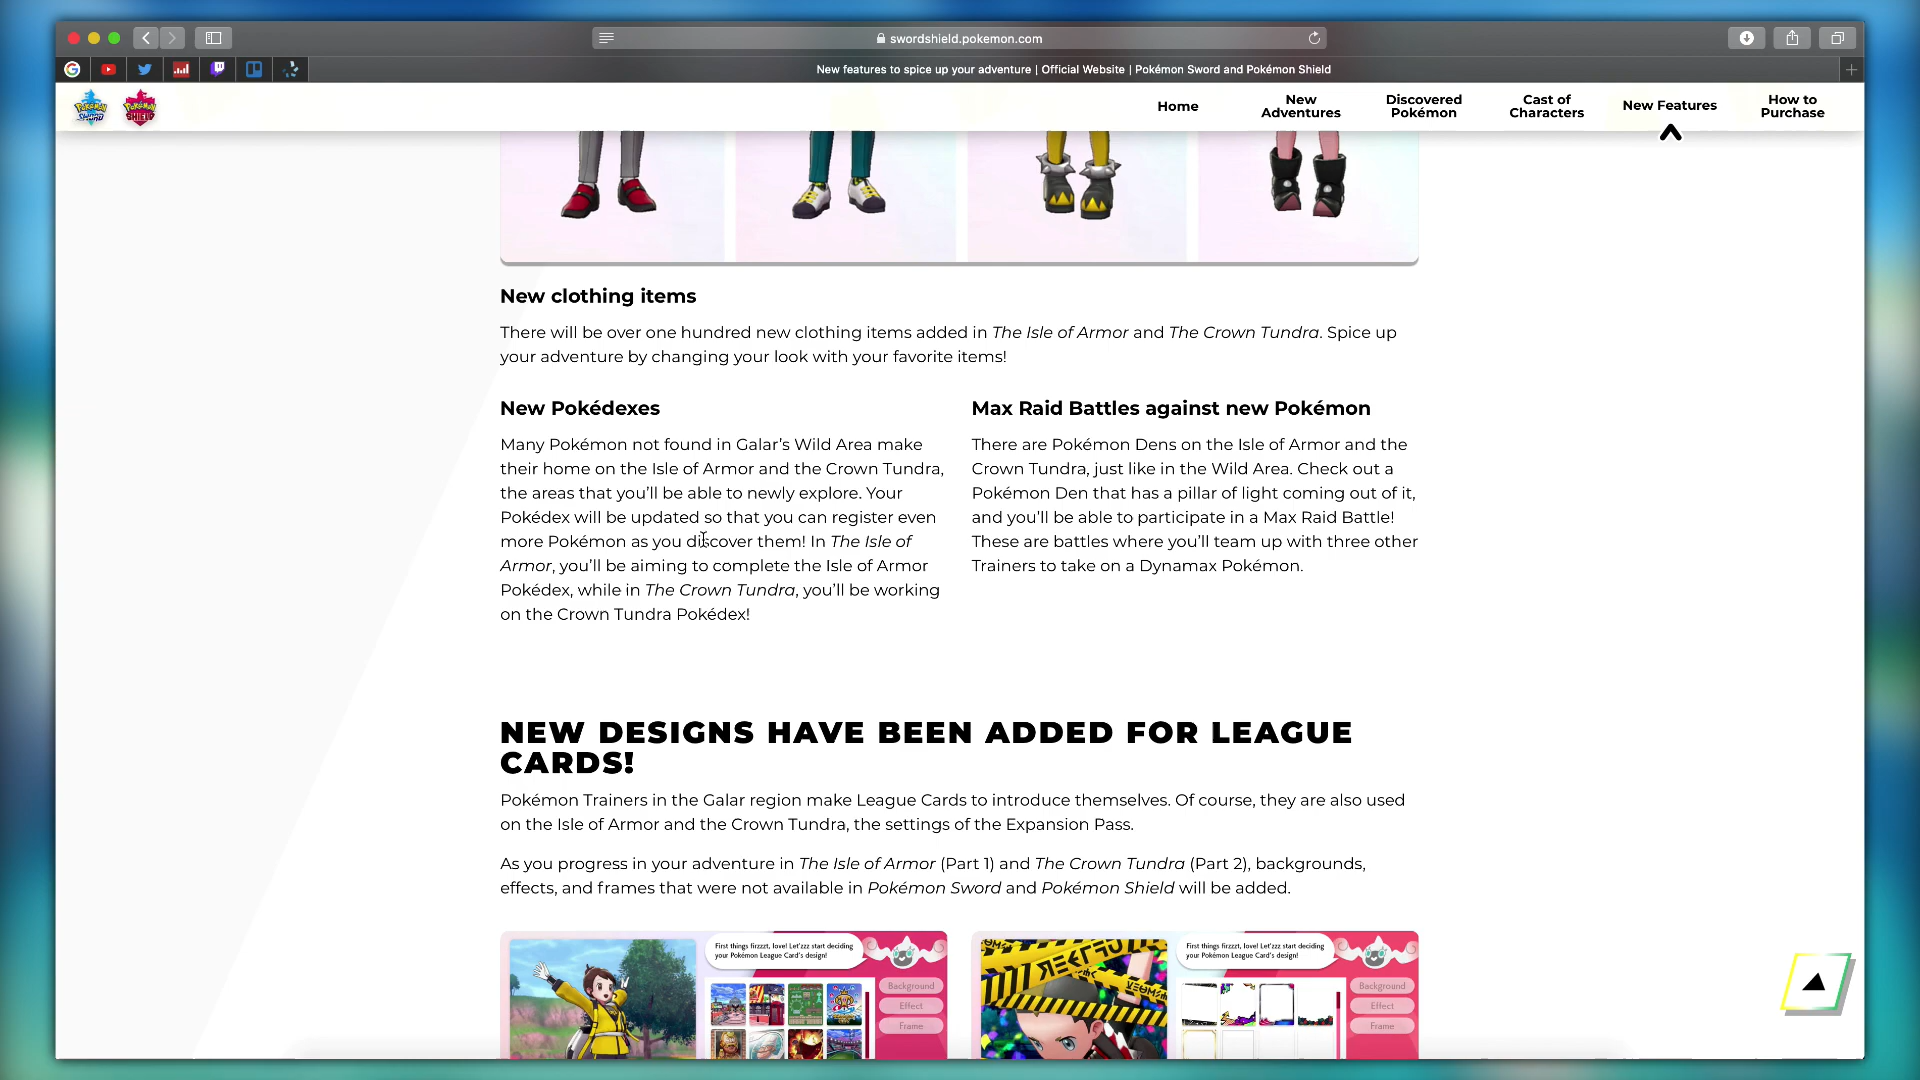 swordshield.pokemon.com
New features to spice up your adventure | Official Website | Pokémon Sword and Pokémon Shield
Home
New Adventures
Discovered Pokémon
Cast of Characters
New Features
How to Purchase
New clothing items
There will be over one hundred new clothing items added in The Isle of Armor and The Crown Tundra. Spice up
your adventure by changing your look with your favorite items!
New Pokédexes
Many Pokémon not found in Galar's Wild Area make
their home on the Isle of Armor and the Crown Tundra,
the areas that you'll be able to newly explore. Your
Pokédex will be updated so that you can register even
more Pokémon as you discover them! In The Isle of
Armor, you'll be aiming to complete the Isle of Armor
Pokédex, while in The Crown Tundra, you'll be working
on the Crown Tundra Pokédex!
Max Raid Battles against new Pokémon
There are Pokémon Dens on the Isle of Armor and the
Crown Tundra, just like in the Wild Area. Check out a
Pokémon Den that has a pillar of light coming out of it,
and you'll be able to participate in a Max Raid Battle!
These are battles where you'll team up with three other
Trainers to take on a Dynamax Pokémon.
NEW DESIGNS HAVE BEEN ADDED FOR LEAGUE
CARDS!
Pokémon Trainers in the Galar region make League Cards to introduce themselves. Of course, they are also used
on the Isle of Armor and the Crown Tundra, the settings of the Expansion Pass.
As you progress in your adventure in The Isle of Armor (Part 1) and The Crown Tundra (Part 2), backgrounds,
effects, and frames that were not available in Pokémon Sword and Pokémon Shield will be added.
First things firzzzt, love! Let'zzz start deciding
your Pokémon League Card's design!
Background
Effect
Frame
First things firzzzt, love! Let'zzz start deciding
your Pokémon League Card's design!
Background
Effect
Frame